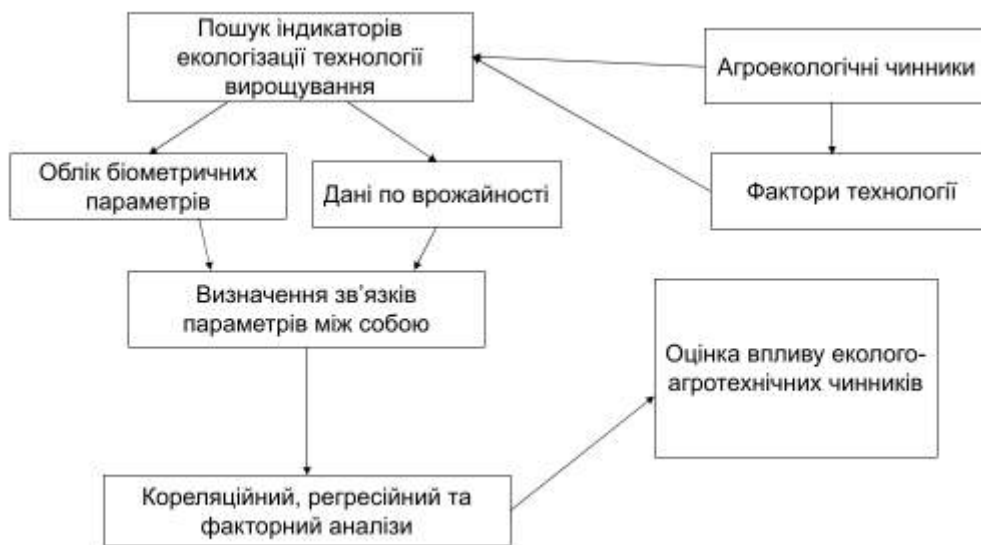 Пошук індикаторів
екологізації технології
вирощування
Агроекологічні чинники
Облік біометричних
параметрів
Дані по врожайності
Фактори технології
Визначення зв’язків
параметрів між собою
Оцінка впливу еколого-
агротехнічних чинників
Кореляційний, регресійний та
факторний аналізи